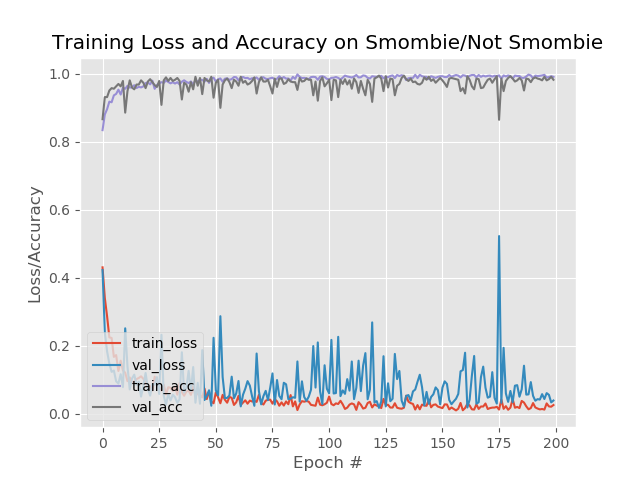 Training Loss and Accuracy on Smombie/Not Smombie
1.0
0.8
0.6
0.4
0.2
0.0
Loss/Accuracy
train_loss
val_loss
train_acc
val_acc
0 25 50 75 100 125 150 175 200
Epoch #